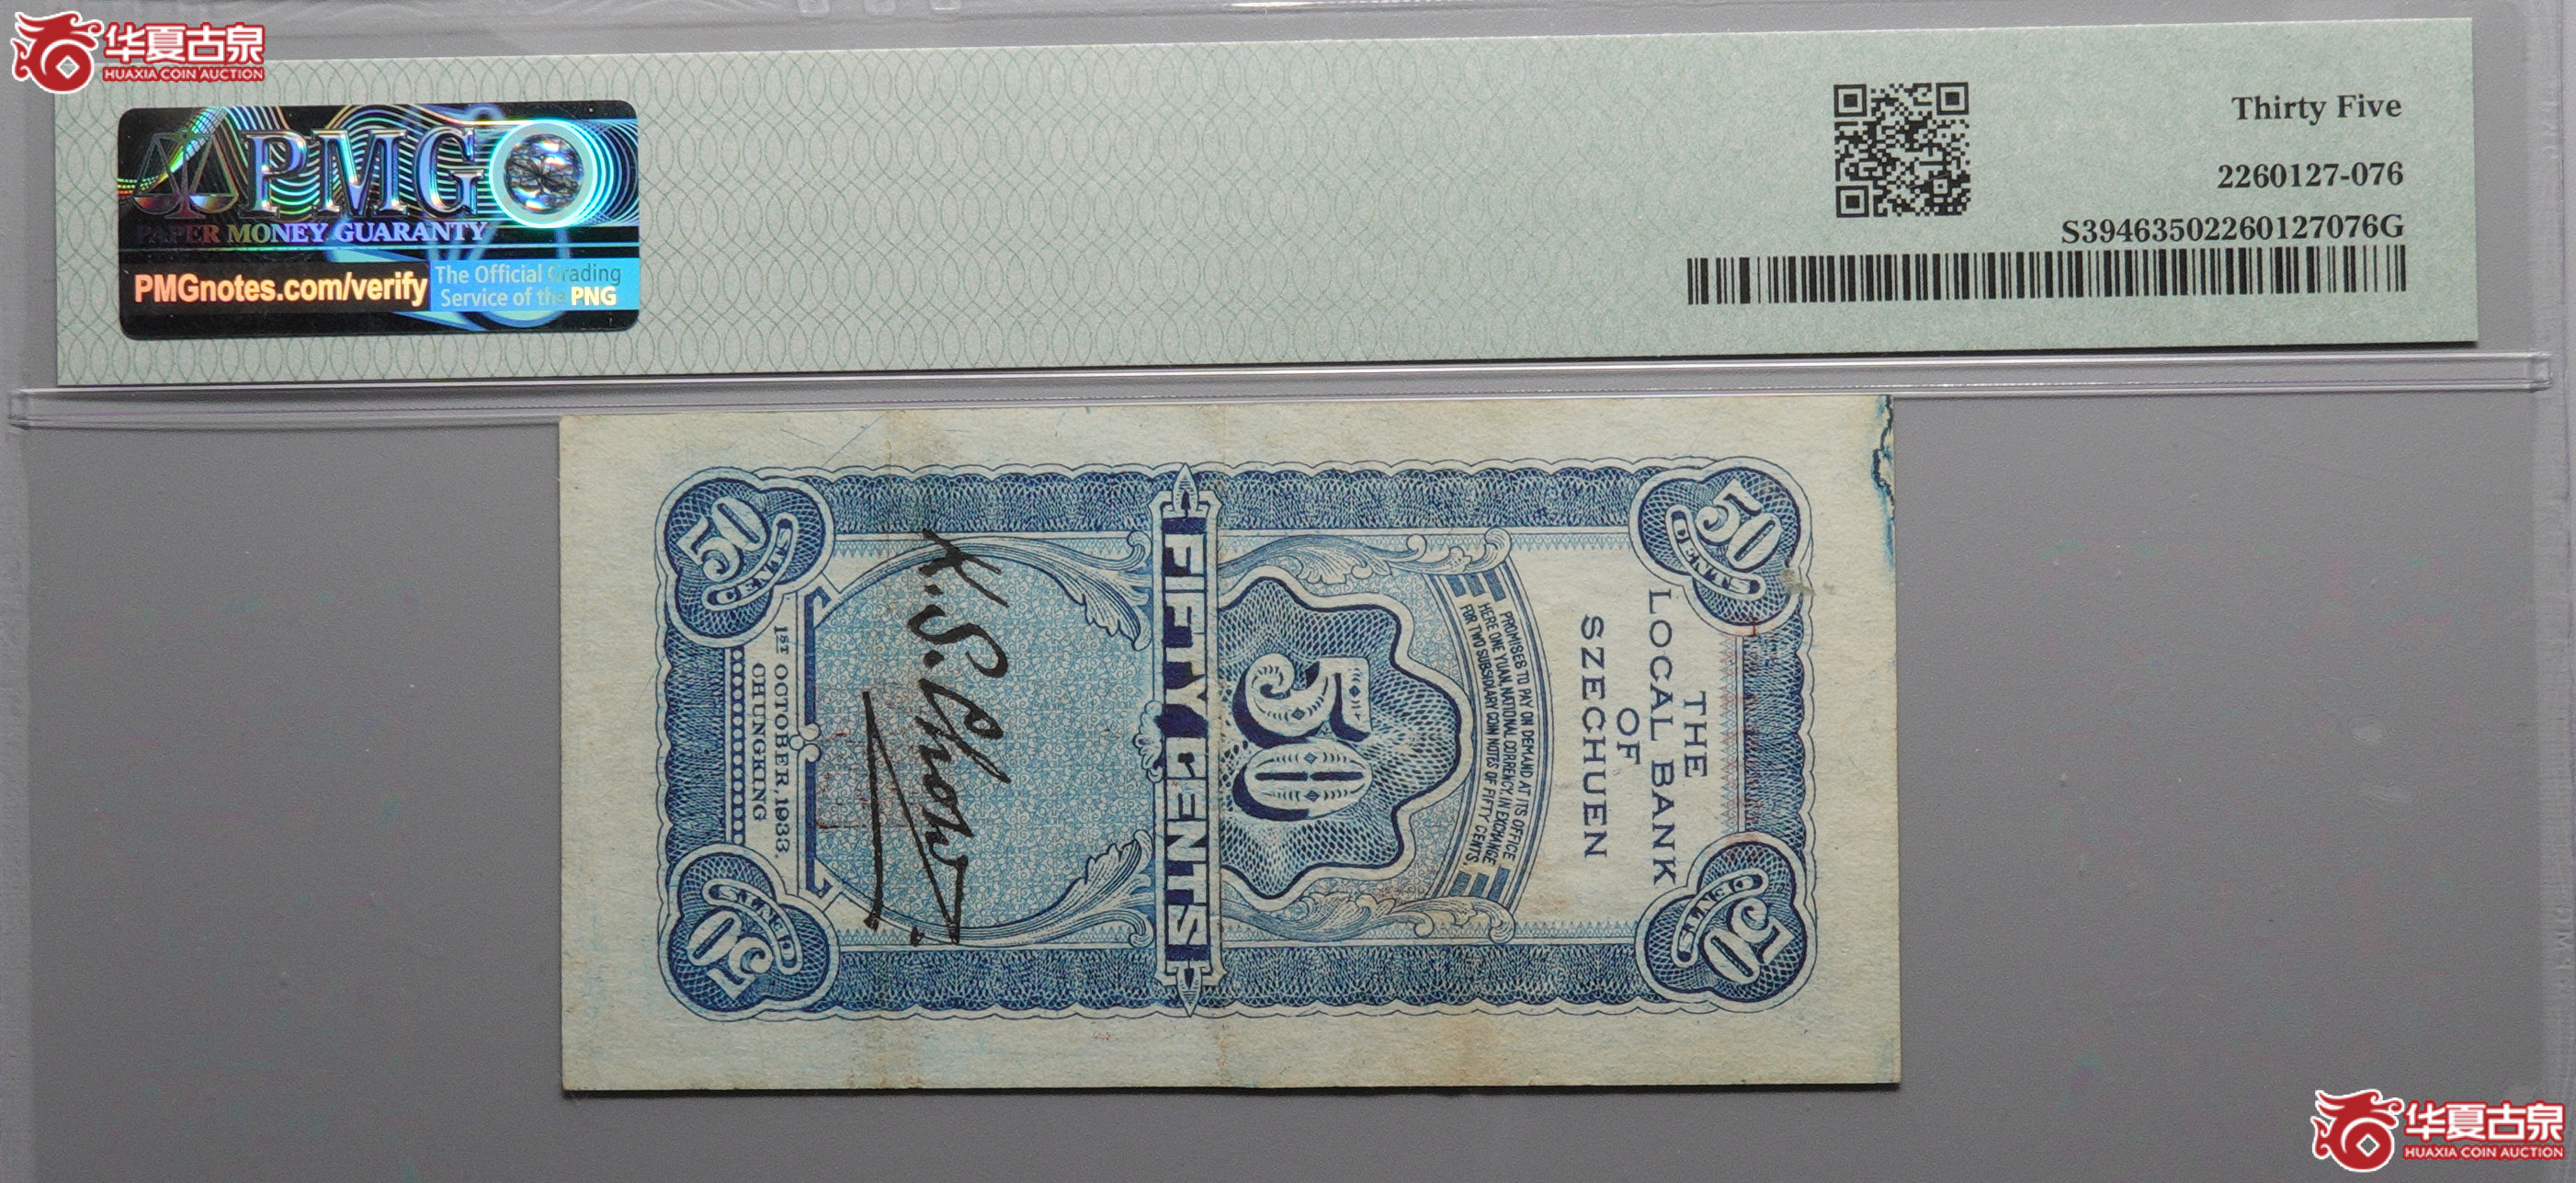 华夏古泉
HUAXIA COIN AUCTION
PMG
PAPER MONEY GUARANTY
PMGnotes.com/verify
The Official Grading
Service of the PNG
Thirty Five
2260127-076
S39463502260127076G
THE
LOCAL BANK
OF
SZECHUEN
50
CENTS
50
CENTS
PROMISES TO PAY ON DEMAND AT ITS OFFICE
HERE ONE YUAN, NATIONAL CURRENCY, IN EXCHANGE
FOR TWO SUBSIDIARY COIN NOTES OF FIFTY CENTS.
50
FIFTY CENTS
K. S. Chow.
50
CENTS
50
CENTS
1ST OCTOBER, 1933.
CHUNGKING
华夏古泉
HUAXIA COIN AUCTION